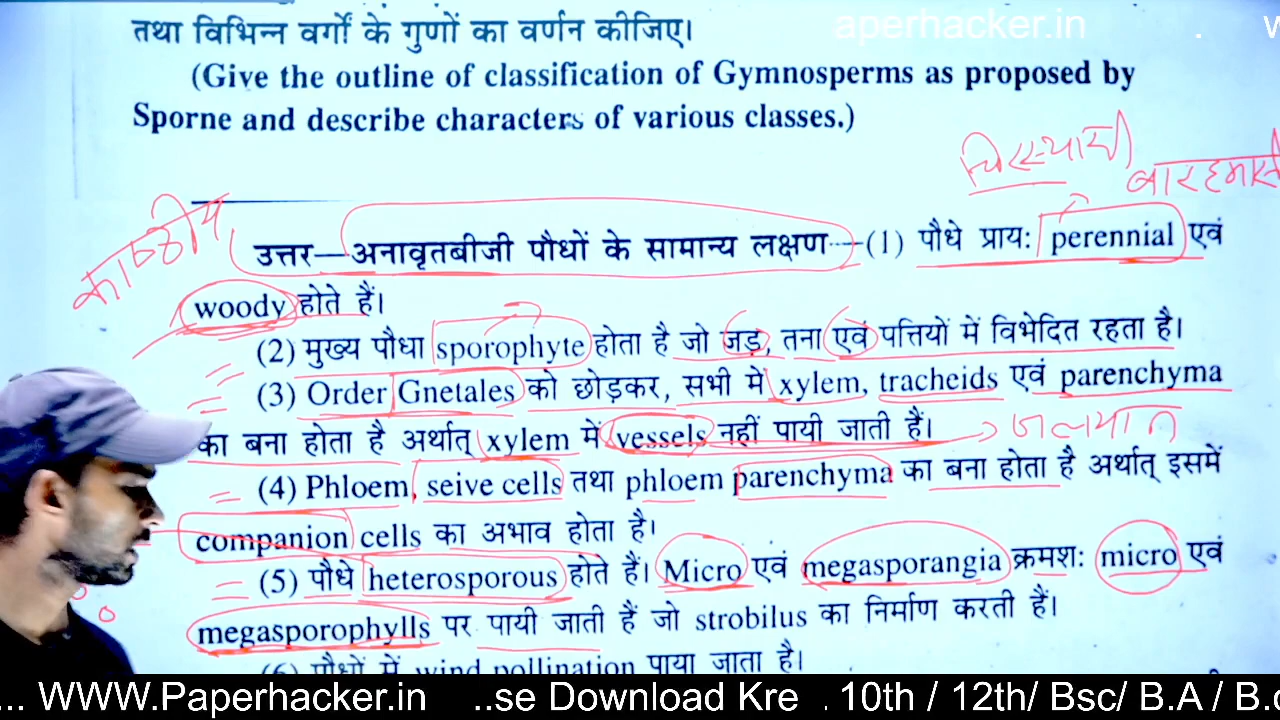 तथा विभिन्न वर्गों के गुणों का वर्णन कीजिए।
aperhacker.in . w
(Give the outline of classification of Gymnosperms as proposed by
Sporne and describe characters of various classes.)
चिरस्थायी
बारहमासी
काष्ठीय
उत्तर—अनावृतबीजी पौधों के सामान्य लक्षण—(1) पौधे प्राय: perennial एवं
woody होते हैं।
(2) मुख्य पौधा sporophyte होता है जो जड़, तना एवं पत्तियों में विभेदित रहता है।
(3) Order Gnetales को छोड़कर, सभी में xylem, tracheids एवं parenchyma
का बना होता है अर्थात् xylem में vessels नहीं पायी जाती हैं।
(4) Phloem, seive cells तथा phloem parenchyma का बना होता है अर्थात् इसमें
companion cells का अभाव होता है।
(5) पौधे heterosporous होते हैं। Micro एवं megasporangia क्रमश: micro एवं
megasporophylls पर पायी जाती हैं जो strobilus का निर्माण करती हैं।
(6) पौधों में wind pollination पाया जाता है।
... WWW.Paperhacker.in ..se Download Kre . 10th / 12th/ Bsc/ B.A / B.c